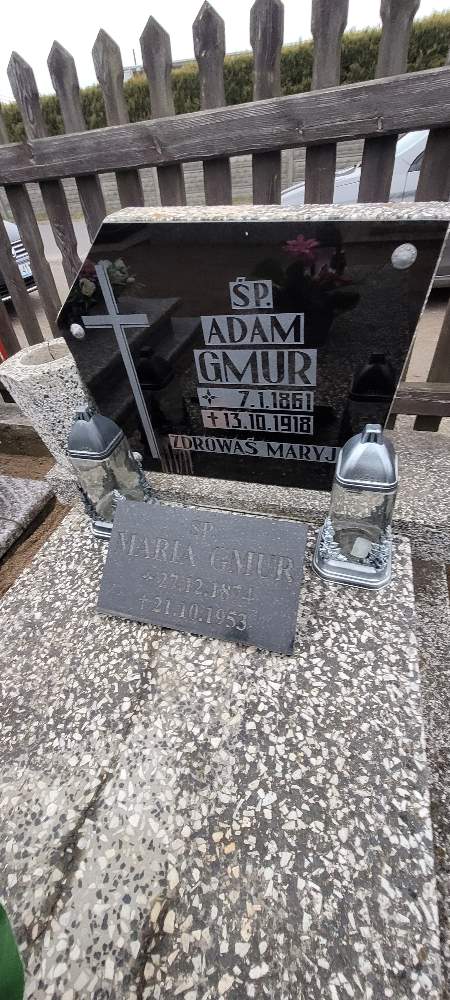 ŚP.
ADAM
GMUR
7.1.1861
✝ 13.10.1918
ZDROWAŚ MARYJ
ŚP.
MARIA GMUR
* 27.12.1874
✝ 21.10.1953